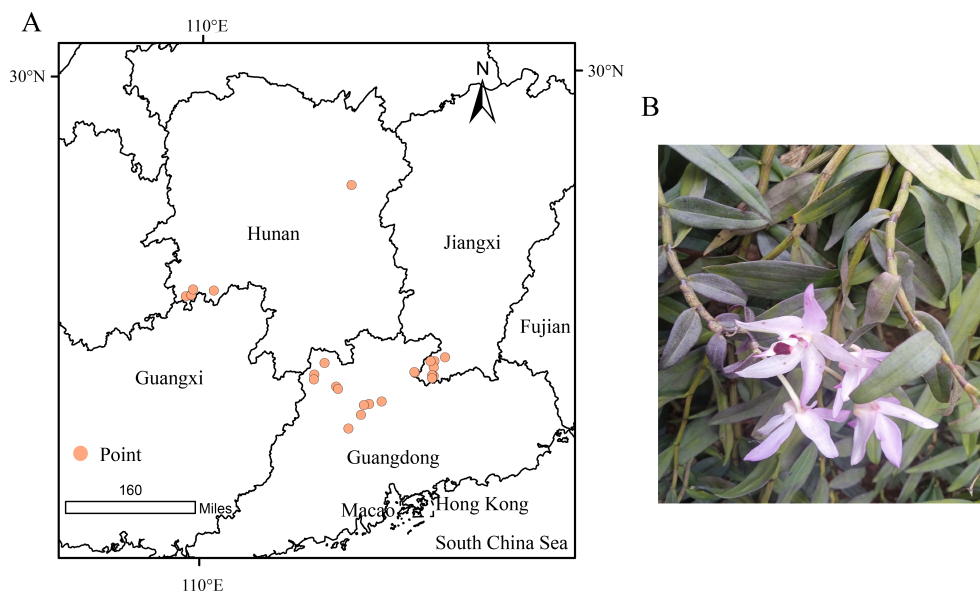 A
110°E
30°N
30°N
N
B
Hunan
Jiangxi
Fujian
Guangxi
Point
Guangdong
160
Miles
Macao
Hong Kong
South China Sea
110°E